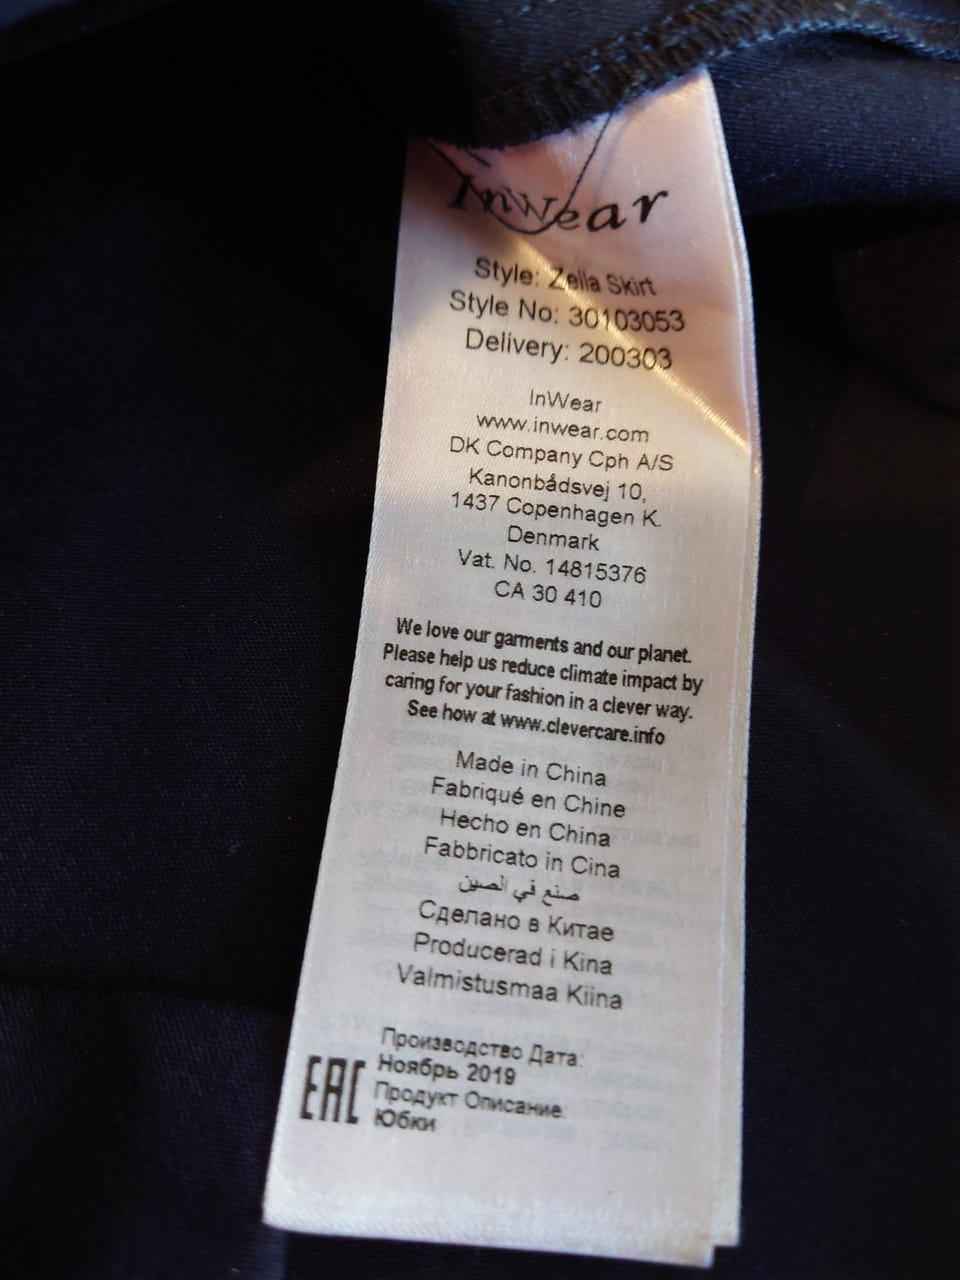 InWear
Style: Zella Skirt
Style No: 30103053
Delivery: 200303
InWear
www.inwear.com
DK Company Cph A/S
Kanonbådsvej 10,
1437 Copenhagen K.
Denmark
Vat. No. 14815376
CA 30 410
We love our garments and our planet.
Please help us reduce climate impact by
caring for your fashion in a clever way.
See how at www.clevercare.info
Made in China
Fabriqué en Chine
Hecho en China
Fabbricato in Cina
صنع في الصين
Сделано в Китае
Producerad i Kina
Valmistusmaa Kiina
Производство Дата:
Ноябрь 2019
EAC
Продукт Описание:
Юбки